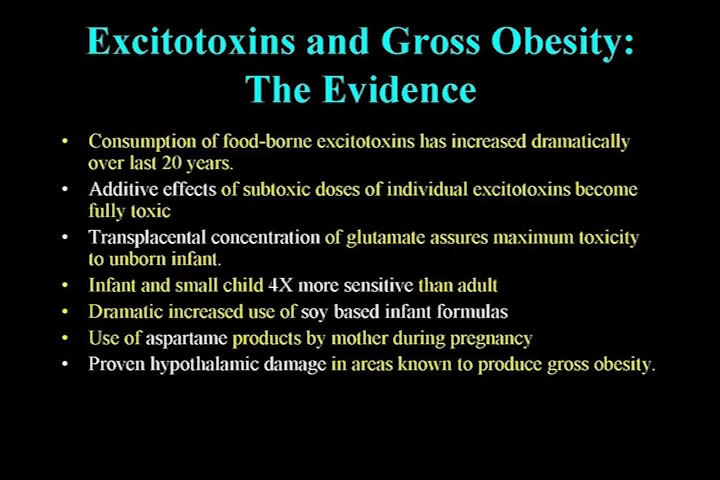 Excitotoxins and Gross Obesity:
The Evidence
• Consumption of food-borne excitotoxins has increased dramatically
over last 20 years.
• Additive effects of subtoxic doses of individual excitotoxins become
fully toxic
• Transplacental concentration of glutamate assures maximum toxicity
to unborn infant.
• Infant and small child 4X more sensitive than adult
• Dramatic increased use of soy based infant formulas
• Use of aspartame products by mother during pregnancy
• Proven hypothalamic damage in areas known to produce gross obesity.